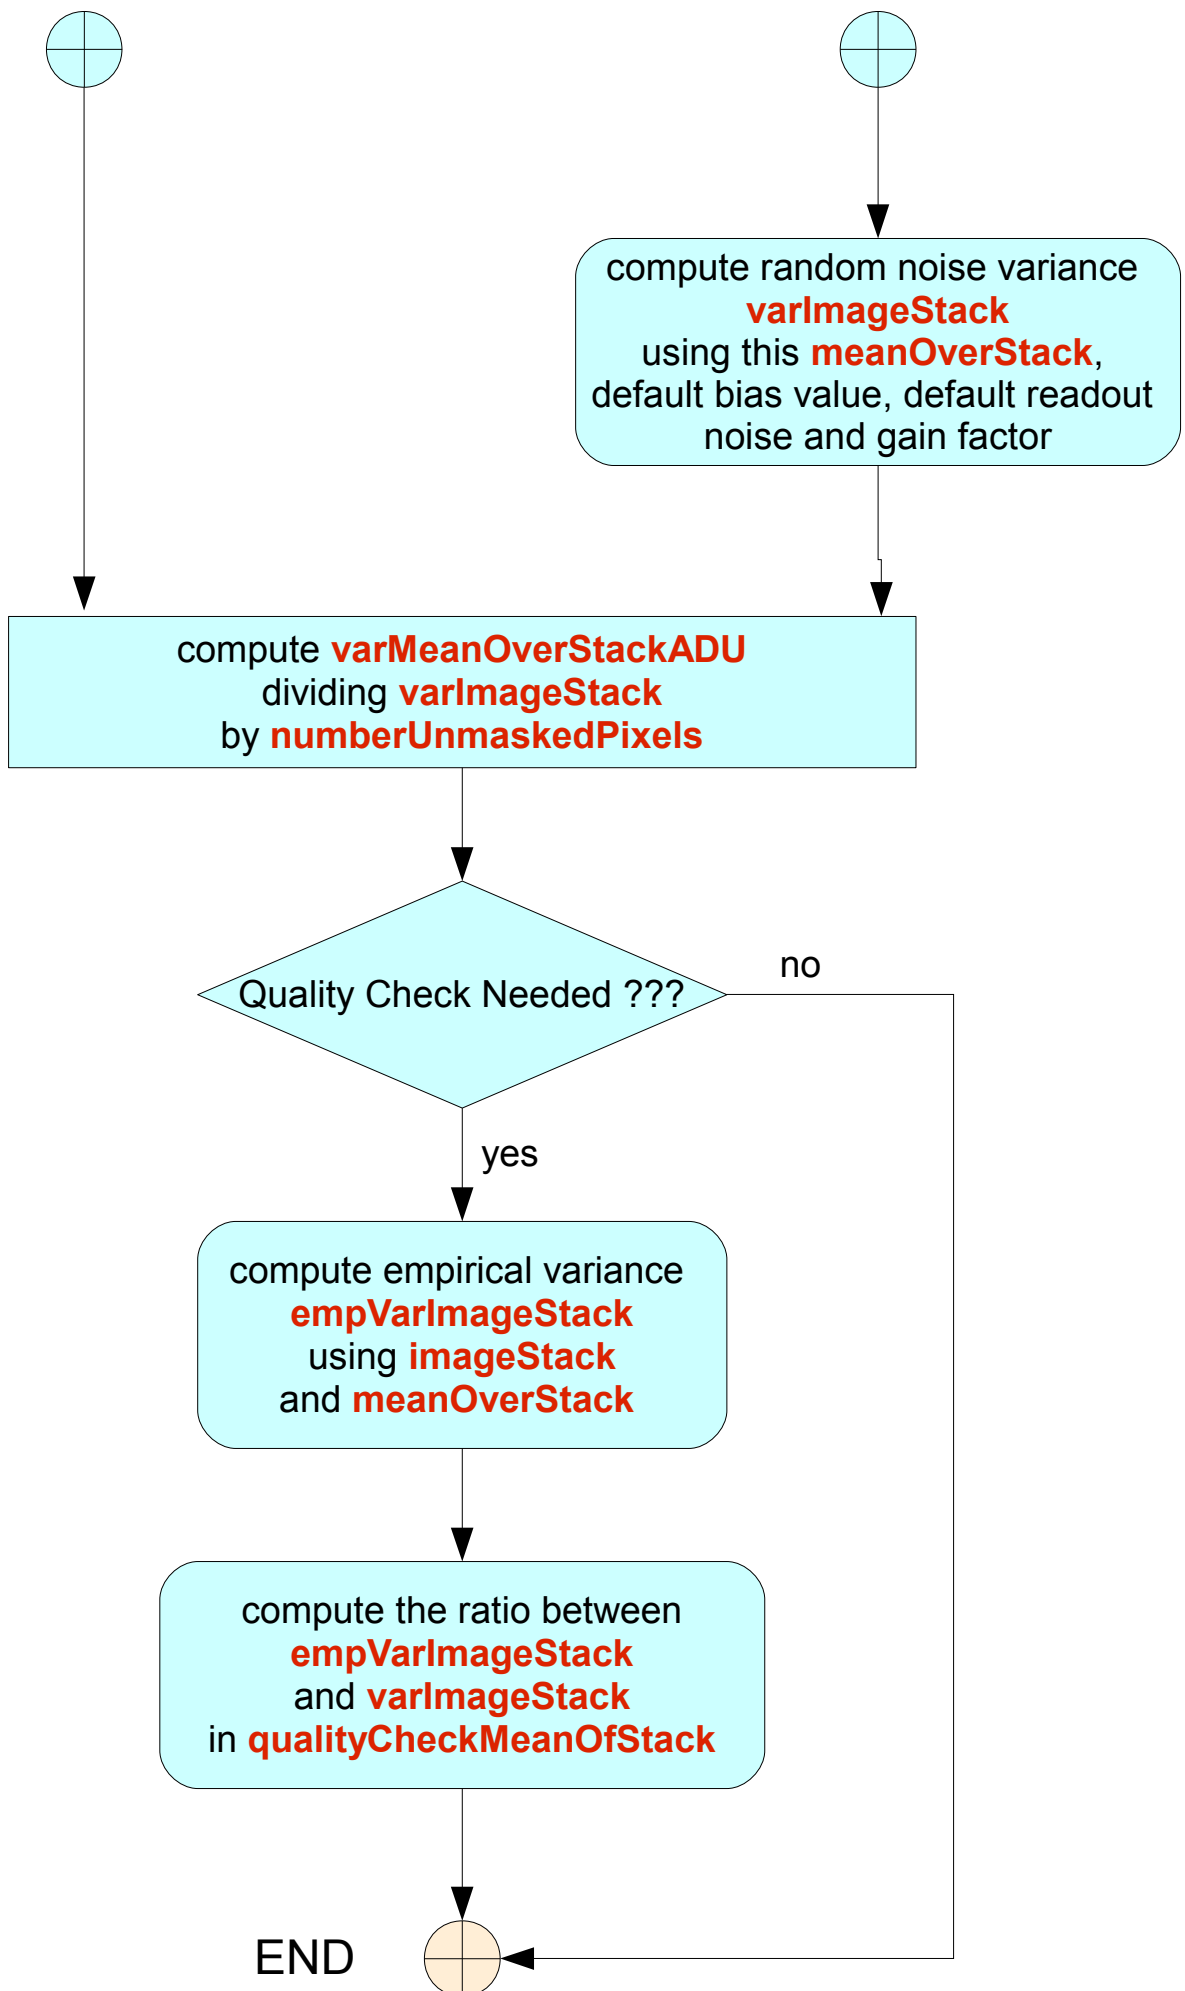 compute random noise variance
varImageStack
using this meanOverStack,
default bias value, default readout
noise and gain factor
compute varMeanOverStackADU
dividing varImageStack
by numberUnmaskedPixels
Quality Check Needed ???
no
yes
compute empirical variance
empVarImageStack
using imageStack
and meanOverStack
compute the ratio between
empVarImageStack
and varImageStack
in qualityCheckMeanOfStack
END